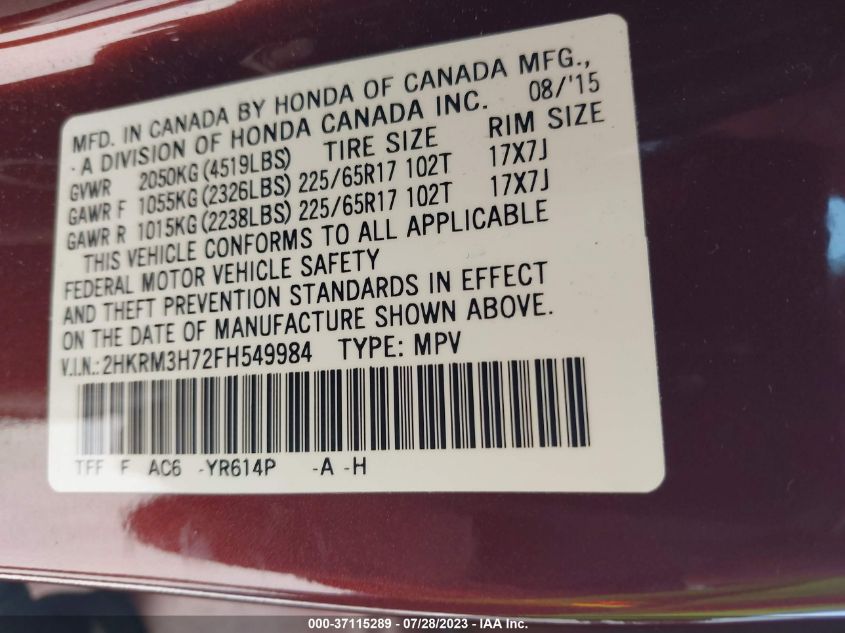 MFD. IN CANADA BY HONDA OF CANADA MFG.,
- A DIVISION OF HONDA CANADA INC. 08/'15
GVWR 2050KG (4519LBS) TIRE SIZE RIM SIZE
GAWR F 1055KG (2326LBS) 225/65R17 102T 17X7J
GAWR R 1015KG (2238LBS) 225/65R17 102T 17X7J
THIS VEHICLE CONFORMS TO ALL APPLICABLE
FEDERAL MOTOR VEHICLE SAFETY
AND THEFT PREVENTION STANDARDS IN EFFECT
ON THE DATE OF MANUFACTURE SHOWN ABOVE.
V.I.N.: 2HKRM3H72FH549984 TYPE: MPV
TFF F AC6 -YR614P -A -H
000-37115289 - 07/28/2023 - IAA Inc.